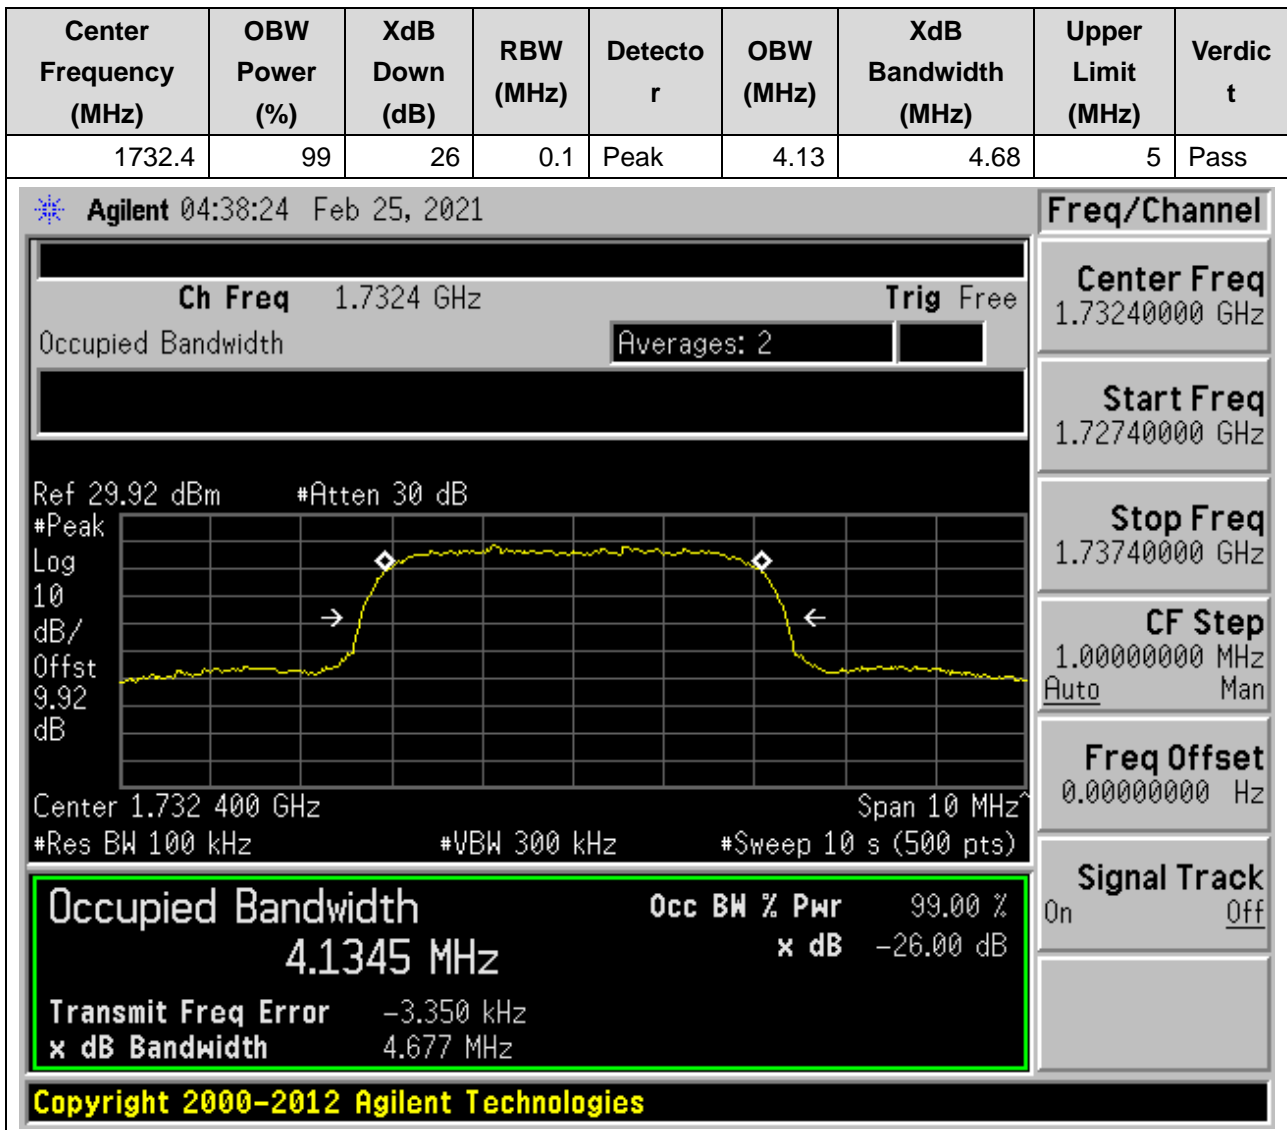 Center Frequency (MHz) OBW Power (%) XdB Down (dB) RBW (MHz) Detecto r OBW (MHz) XdB Bandwidth (MHz) Upper Limit (MHz) Verdic t
1732.4 99 26 0.1 Peak 4.13 4.68 5 Pass
Agilent 04:38:24 Feb 25, 2021
Freq/Channel
Ch Freq 1.7324 GHz Trig Free
Occupied Bandwidth Averages: 2
Ref 29.92 dBm #Atten 30 dB
#Peak
Log
10
dB/
Offst
9.92
dB
Center 1.732 400 GHz Span 10 MHz^
#Res BW 100 kHz #VBW 300 kHz #Sweep 10 s (500 pts)
Occupied Bandwidth Occ BW % Pwr 99.00 %
4.1345 MHz x dB -26.00 dB
Transmit Freq Error -3.350 kHz
x dB Bandwidth 4.677 MHz
Center Freq
1.73240000 GHz
Start Freq
1.72740000 GHz
Stop Freq
1.73740000 GHz
CF Step
1.00000000 MHz
Auto Man
Freq Offset
0.00000000 Hz
Signal Track
On Off
Copyright 2000-2012 Agilent Technologies